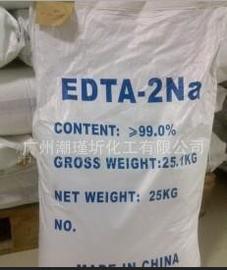 EDTA-2Na
CONTENT: ≥99.0%
广州潮瑾圻化工有限公司
GROSS WEIGHT:25.1KG
NET WEIGHT: 25KG
NO.
MADE IN CHINA